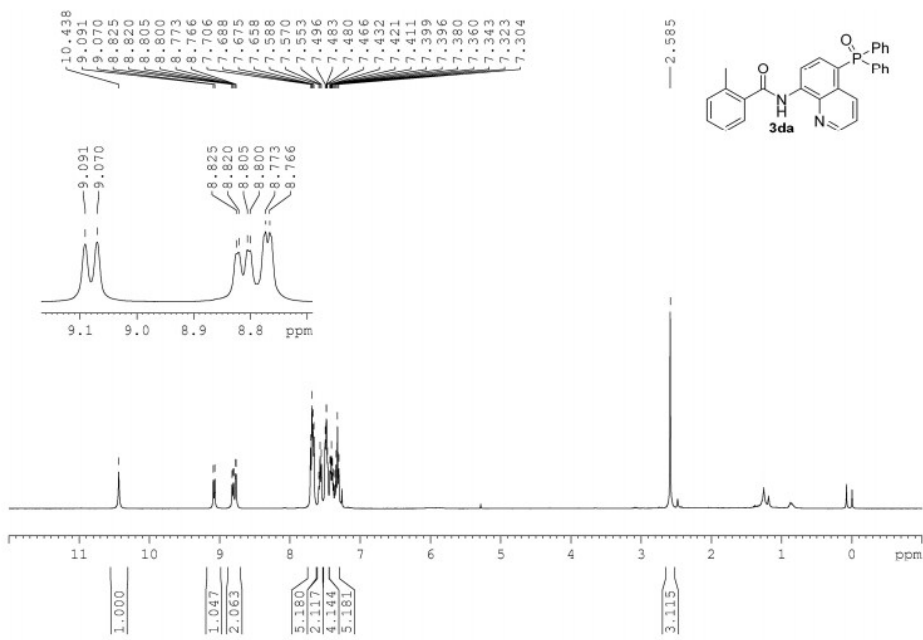 10.438 9.091 9.070 8.825 8.820 8.805 8.800 8.773 8.766 7.706 7.688 7.675 7.658 7.588 7.570 7.553 7.496 7.483 7.480 7.466 7.432 7.421 7.411 7.399 7.396 7.380 7.360 7.343 7.323 7.304
2.585
O
P Ph
Ph
O
N
H
N
3da
9.091 9.070 8.825 8.820 8.805 8.800 8.773 8.766
9.1 9.0 8.9 8.8 ppm
11 10 9 8 7 6 5 4 3 2 1 0 ppm
1.000 1.047 2.063 5.180 2.117 4.144 5.181 3.115